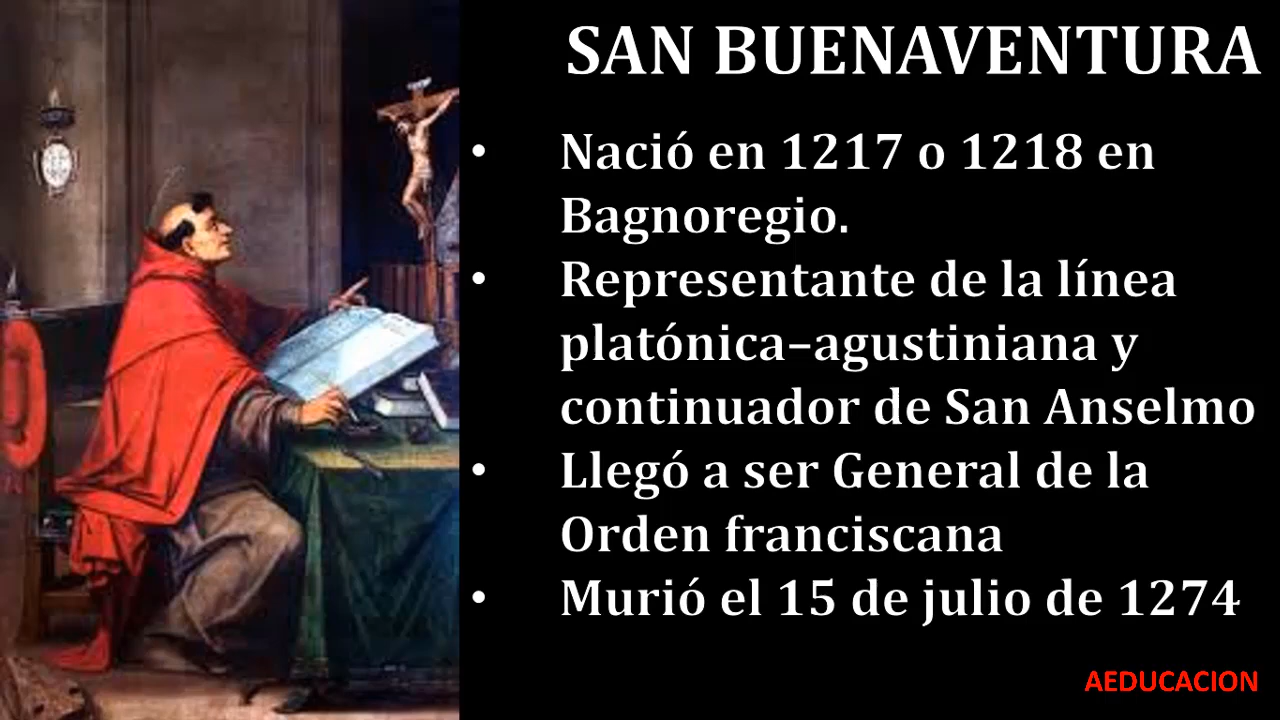 SAN BUENAVENTURA
• Nació en 1217 o 1218 en
Bagnoregio.
• Representante de la línea
platónica–agustiniana y
continuador de San Anselmo
• Llegó a ser General de la
Orden franciscana
• Murió el 15 de julio de 1274
AEDUCACION